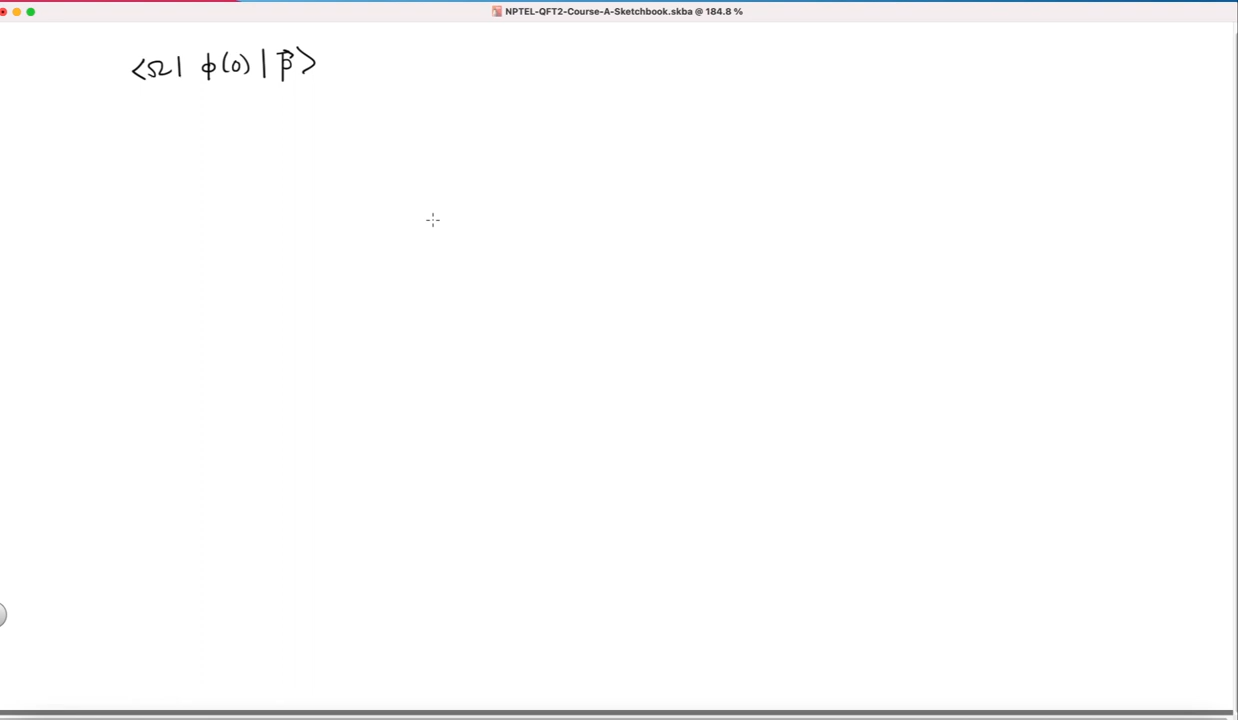 NPTEL-QFT2-Course-A-Sketchbook.skba @ 184.8 %
<Ω| φ(0) | p⃗ >